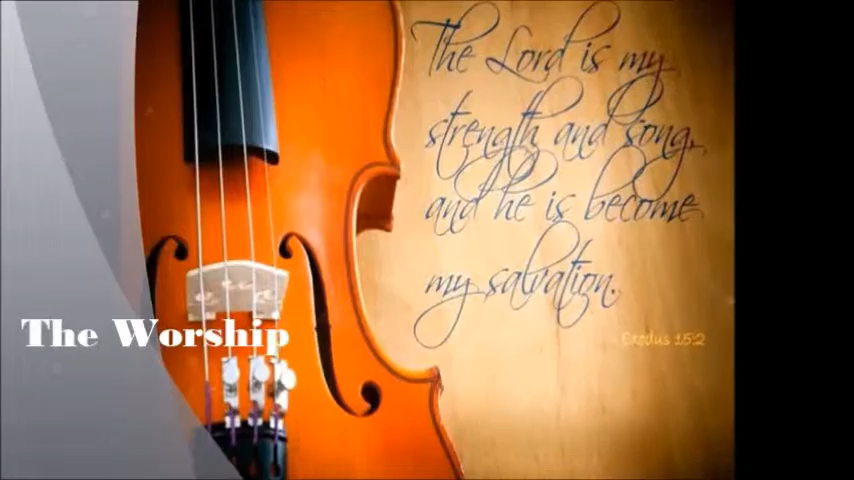 The Lord is my
strength and song,
and he is become
my salvation.
- Exodus 15:2
The Worship